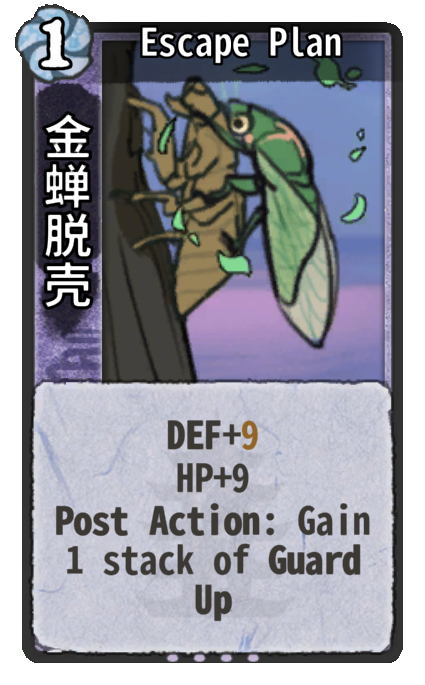 1
Escape Plan
金蝉脱壳
DEF+9
HP+9
Post Action: Gain
1 stack of Guard
Up